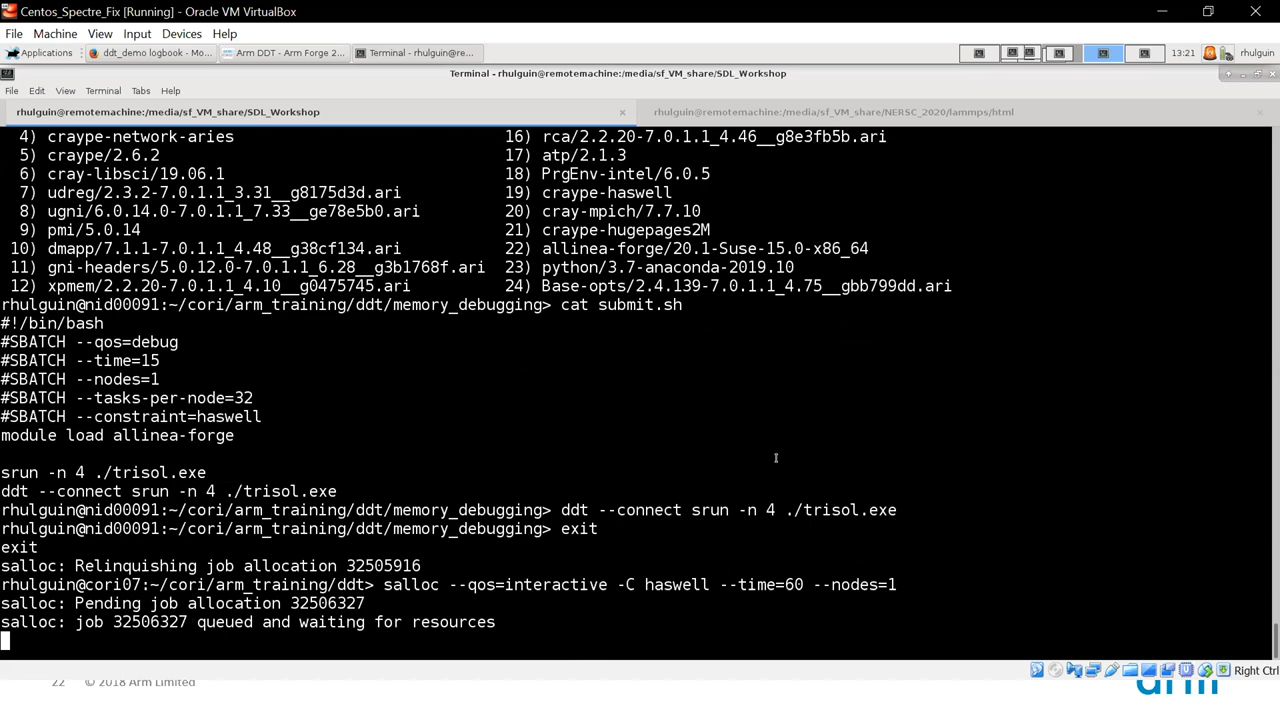 Centos_Spectre_Fix [Running] - Oracle VM VirtualBox
File Machine View Input Devices Help
Applications ddt_demo logbook - Mo... Arm DDT - Arm Forge 2... Terminal - rhulguin@re... 13:21 rhulguin
Terminal - rhulguin@remotemachine:/media/sf_VM_share/SDL_Workshop
File Edit View Terminal Tabs Help
rhulguin@remotemachine:/media/sf_VM_share/SDL_Workshop rhulguin@remotemachine:/media/sf_VM_share/NERSC_2020/lammps/html
4) craype-network-aries 16) rca/2.2.20-7.0.1.1_4.46__g8e3fb5b.ari
5) craype/2.6.2 17) atp/2.1.3
6) cray-libsci/19.06.1 18) PrgEnv-intel/6.0.5
7) udreg/2.3.2-7.0.1.1_3.31__g8175d3d.ari 19) craype-haswell
8) ugni/6.0.14.0-7.0.1.1_7.33__ge78e5b0.ari 20) cray-mpich/7.7.10
9) pmi/5.0.14 21) craype-hugepages2M
10) dmapp/7.1.1-7.0.1.1_4.48__g38cf134.ari 22) allinea-forge/20.1-Suse-15.0-x86_64
11) gni-headers/5.0.12.0-7.0.1.1_6.28__g3b1768f.ari 23) python/3.7-anaconda-2019.10
12) xpmem/2.2.20-7.0.1.1_4.10__g0475745.ari 24) Base-opts/2.4.139-7.0.1.1_4.75__gbb799dd.ari
rhulguin@nid00091:~/cori/arm_training/ddt/memory_debugging> cat submit.sh
#!/bin/bash
#SBATCH --qos=debug
#SBATCH --time=15
#SBATCH --nodes=1
#SBATCH --tasks-per-node=32
#SBATCH --constraint=haswell
module load allinea-forge
srun -n 4 ./trisol.exe
ddt --connect srun -n 4 ./trisol.exe
rhulguin@nid00091:~/cori/arm_training/ddt/memory_debugging> ddt --connect srun -n 4 ./trisol.exe
rhulguin@nid00091:~/cori/arm_training/ddt/memory_debugging> exit
exit
salloc: Relinquishing job allocation 32505916
rhulguin@cori07:~/cori/arm_training/ddt> salloc --qos=interactive -C haswell --time=60 --nodes=1
salloc: Pending job allocation 32506327
salloc: job 32506327 queued and waiting for resources
Right Ctrl
22 © 2018 Arm Limited
arm